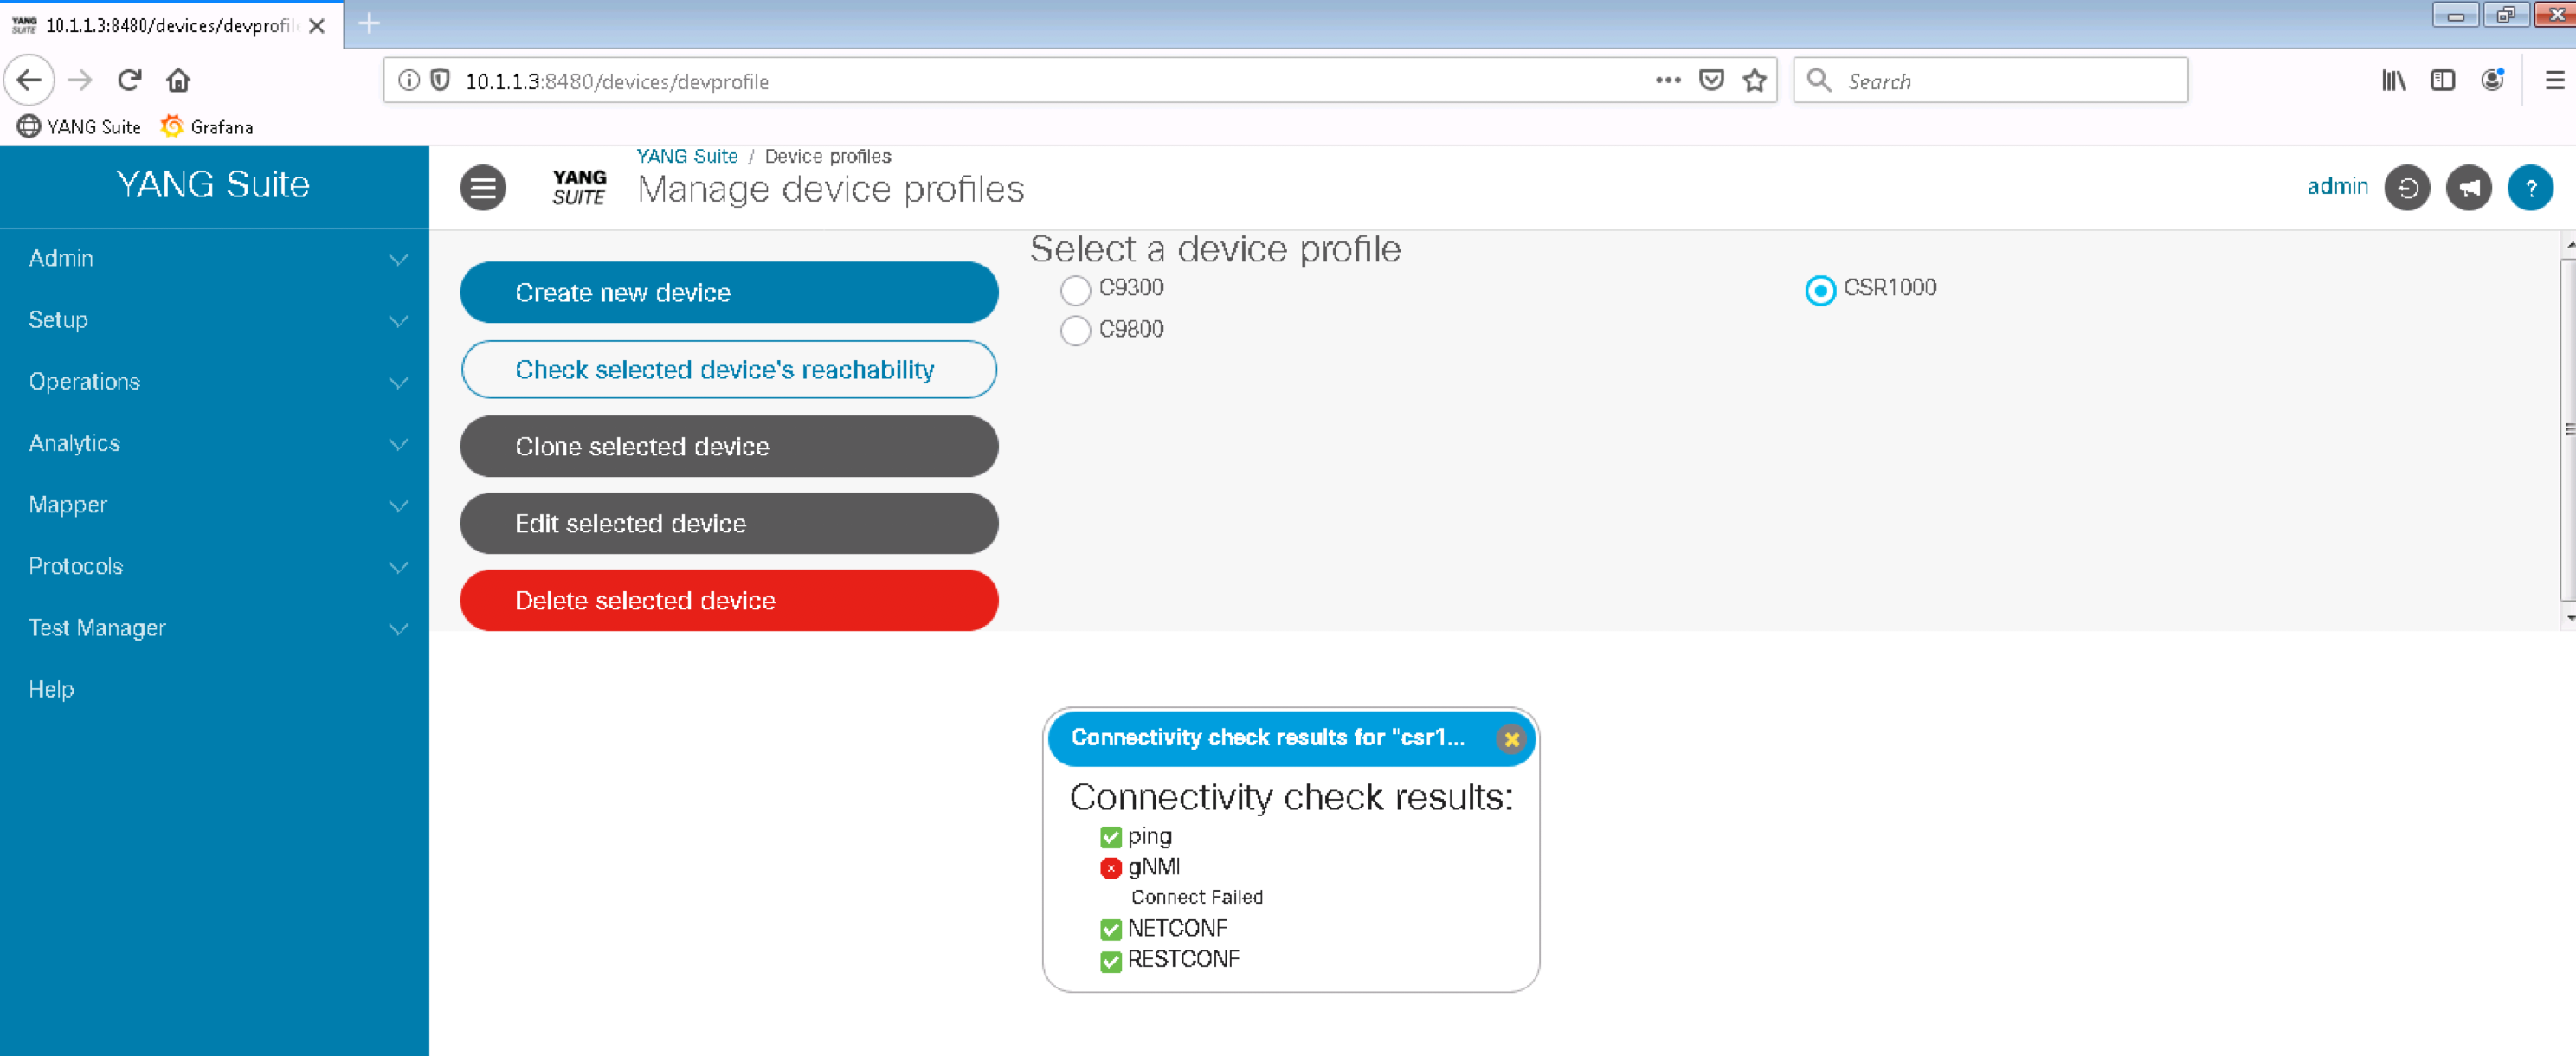 YANG SUITE 10.1.1.3:8480/devices/devprofil
10.1.1.3:8480/devices/devprofile
Search
YANG Suite
Grafana
YANG Suite
Admin
Setup
Operations
Analytics
Mapper
Protocols
Test Manager
Help
YANG
SUITE
YANG Suite / Device profiles
Manage device profiles
admin
?
Create new device
Check selected device's reachability
Clone selected device
Edit selected device
Delete selected device
Select a device profile
C9300
CSR1000
C9800
Connectivity check results for "csr1...
Connectivity check results:
ping
gNMI
Connect Failed
NETCONF
RESTCONF